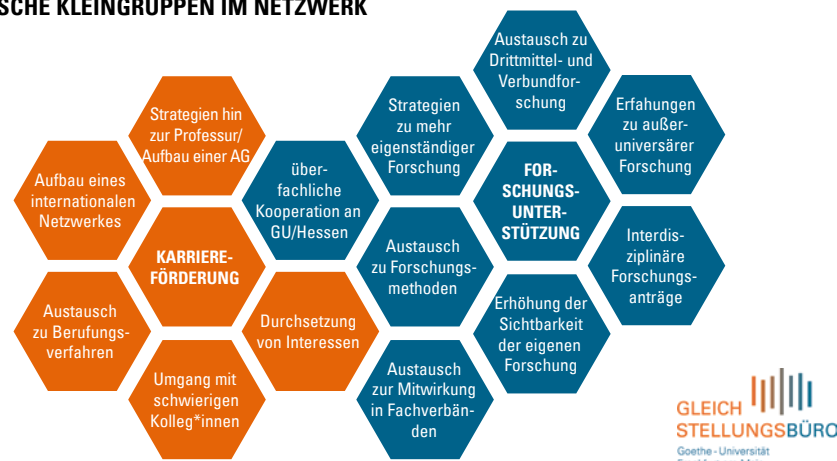 SCHE KLEINGRUPPEN IM NETZWERK
Strategien hin
zur Professur/
Aufbau einer AG
Aufbau eines
internationalen
Netzwerkes
KARRIERE-
FÖRDERUNG
Austausch
zu Berufungs-
verfahren
Umgang mit
schwierigen
Kolleg*innen
Durchsetzung
von Interessen
über-
fachliche
Kooperation an
GU/Hessen
Strategien
zu mehr
eigenständiger
Forschung
Austausch
zu Forschungs-
methoden
Austausch
zur Mitwirkung
in Fachverbän-
den
Austausch zu
Drittmittel- und
Verbundfor-
schung
FOR-
SCHUNGS-
UNTER-
STÜTZUNG
Erhöhung der
Sichtbarkeit
der eigenen
Forschung
Erfahungen
zu außer-
universärer
Forschung
Interdis-
ziplinäre
Forschungs-
anträge
GLEICH
STELLUNGSBÜRO
Goethe - Universität